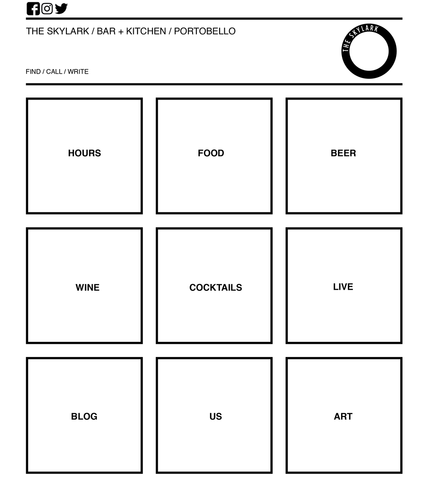 THE SKYLARK / BAR + KITCHEN / PORTOBELLO
THE SKYLARK
FIND / CALL / WRITE
HOURS
FOOD
BEER
WINE
COCKTAILS
LIVE
BLOG
US
ART